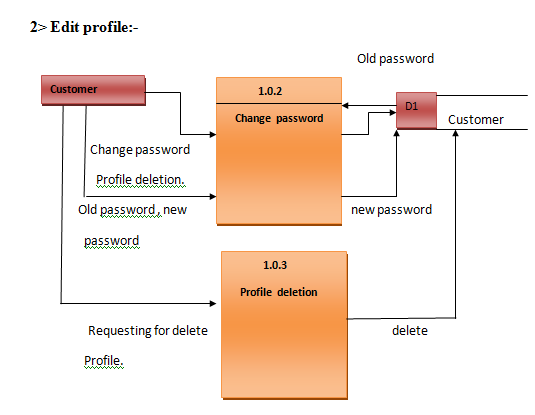 2> Edit profile:-
Old password
Customer
1.0.2
Change password
D1
Customer
Change password
Profile deletion.
Old password, new
password
new password
1.0.3
Profile deletion
Requesting for delete
Profile.
delete